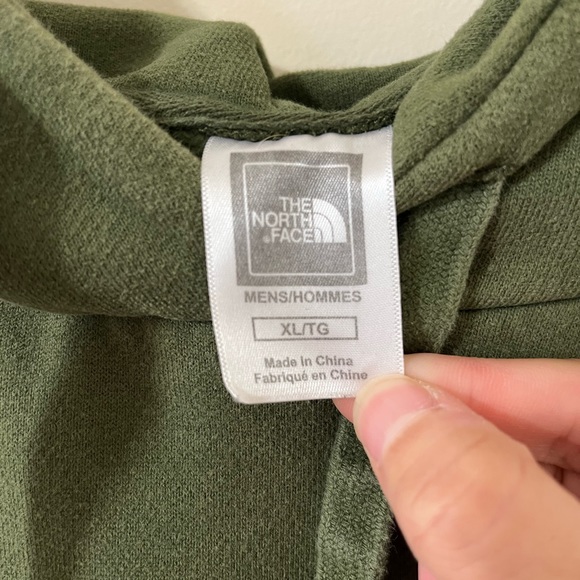 THE
NORTH
FACE
MENS/HOMMES
XL/TG
Made in China
Fabriqué en Chine